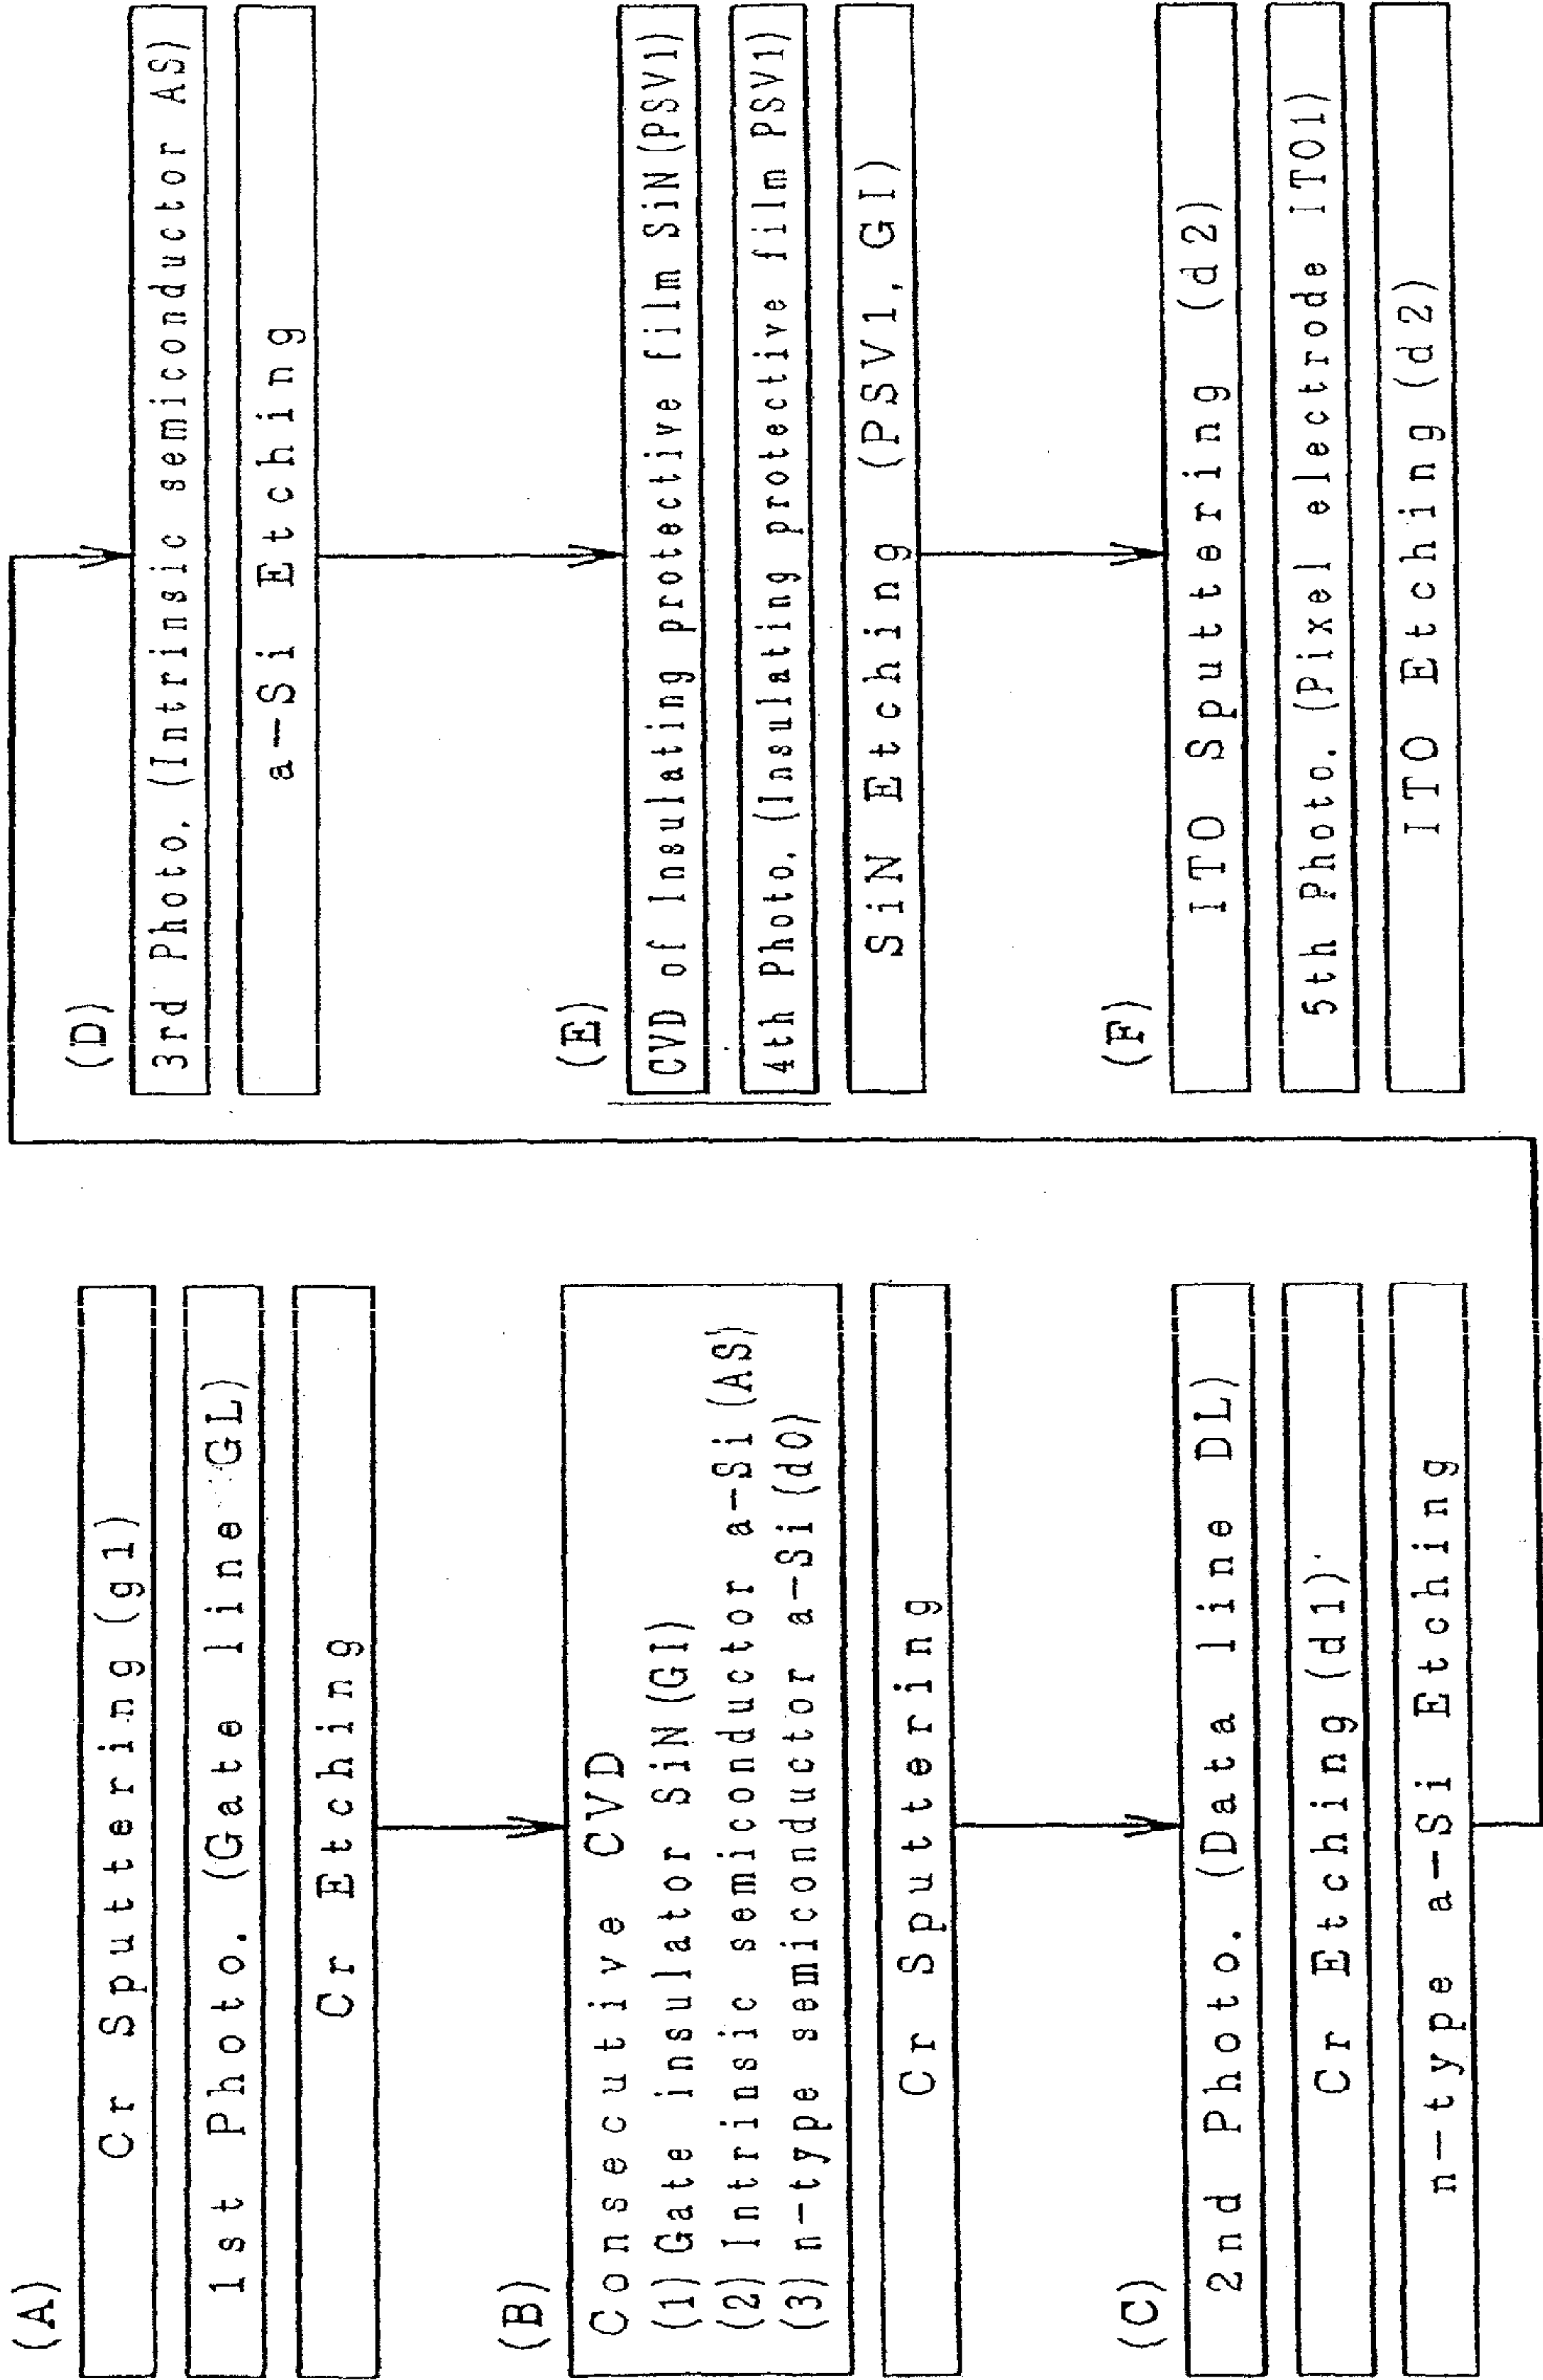 (A)
Cr Sputtering (g1)
1st Photo. (Gate line GL)
Cr Etching
(B)
Consecutive CVD
(1) Gate insulator SiN (GI)
(2) Intrinsic semiconductor a-Si (AS)
(3) n-type semiconductor a-Si (d0)
Cr Sputtering
(C)
2nd Photo. (Data line DL)
Cr Etching (d1)
n-type a-Si Etching
(D)
3rd Photo. (Intrinsic semiconductor AS)
a-Si Etching
(E)
CVD of Insulating protective film SiN (PSV1)
4th Photo. (Insulating protective film PSV1)
SiN Etching (PSV1, GI)
(F)
ITO Sputtering (d2)
5th Photo. (Pixel electrode ITO1)
ITO Etching (d2)